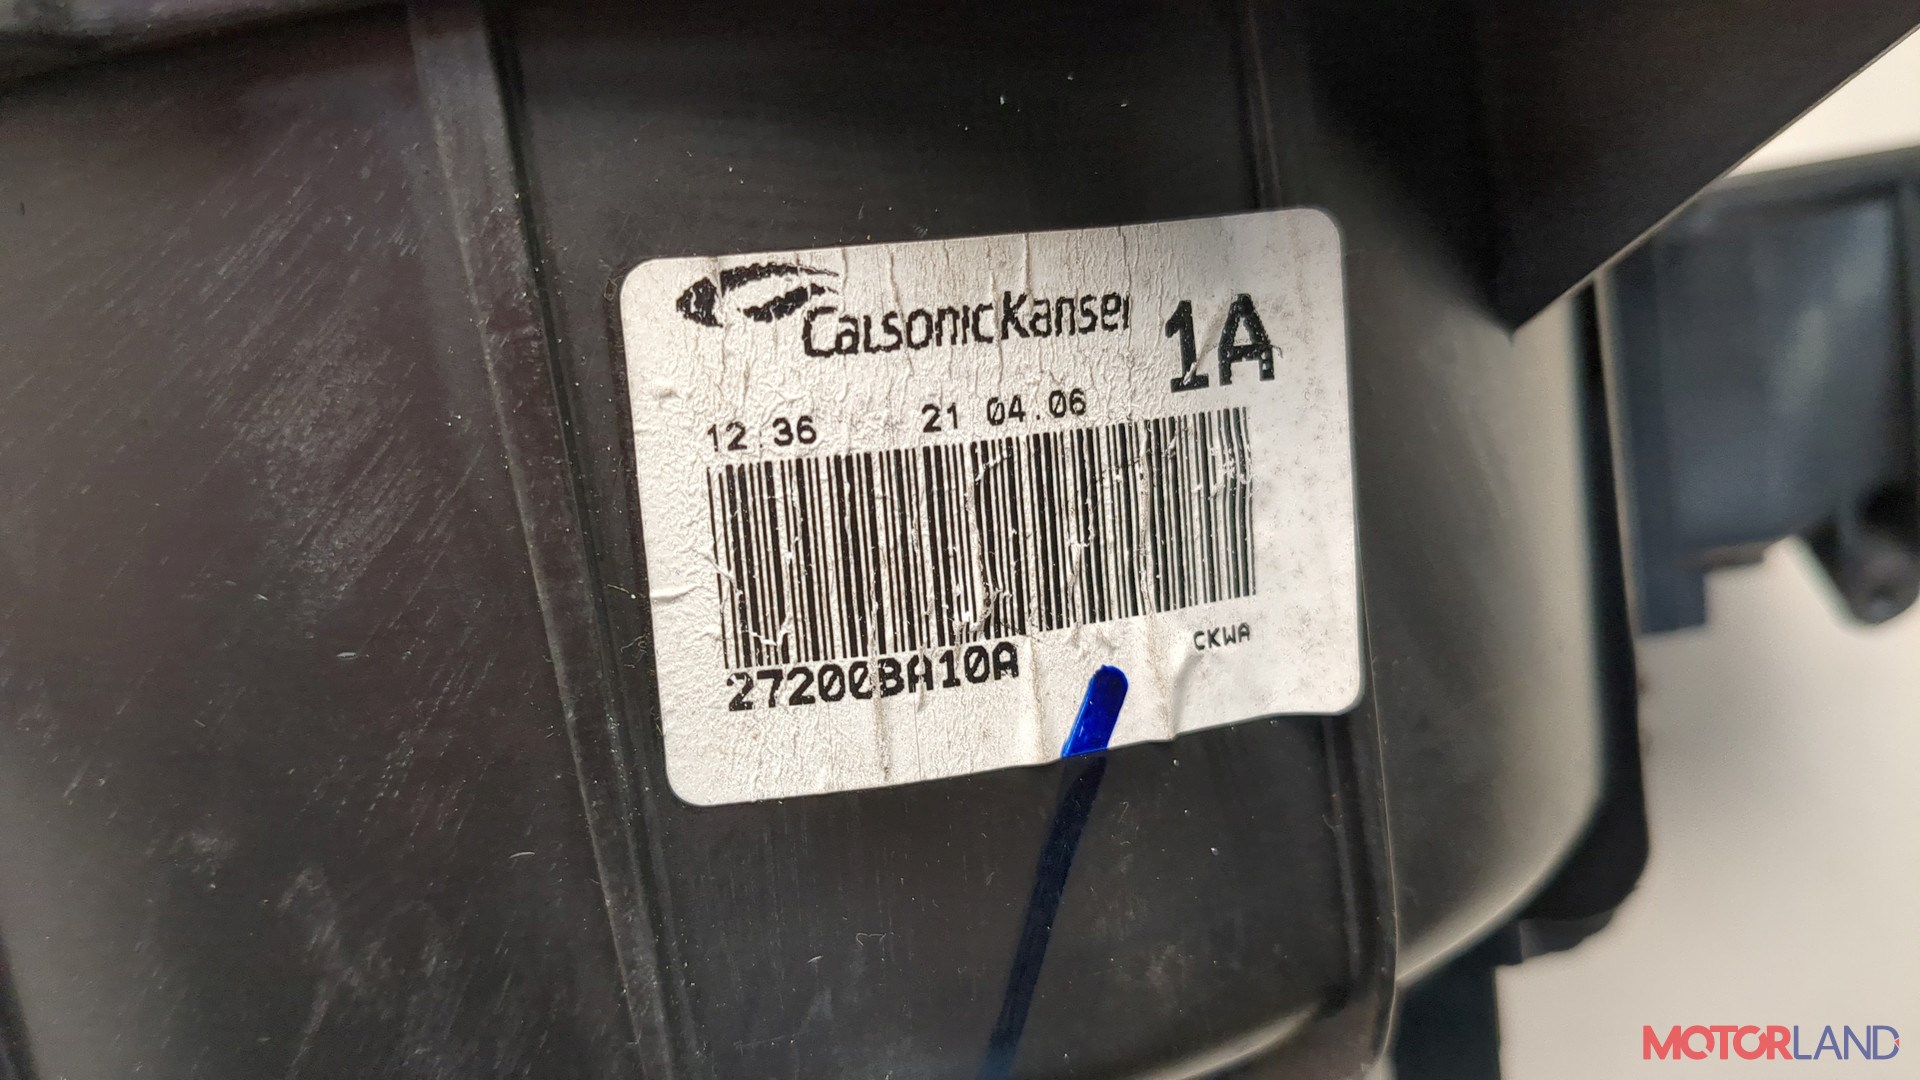 CalsonicKansei
1A
12 36 21 04.06
27200BA10A
CKWA
MOTORLAND